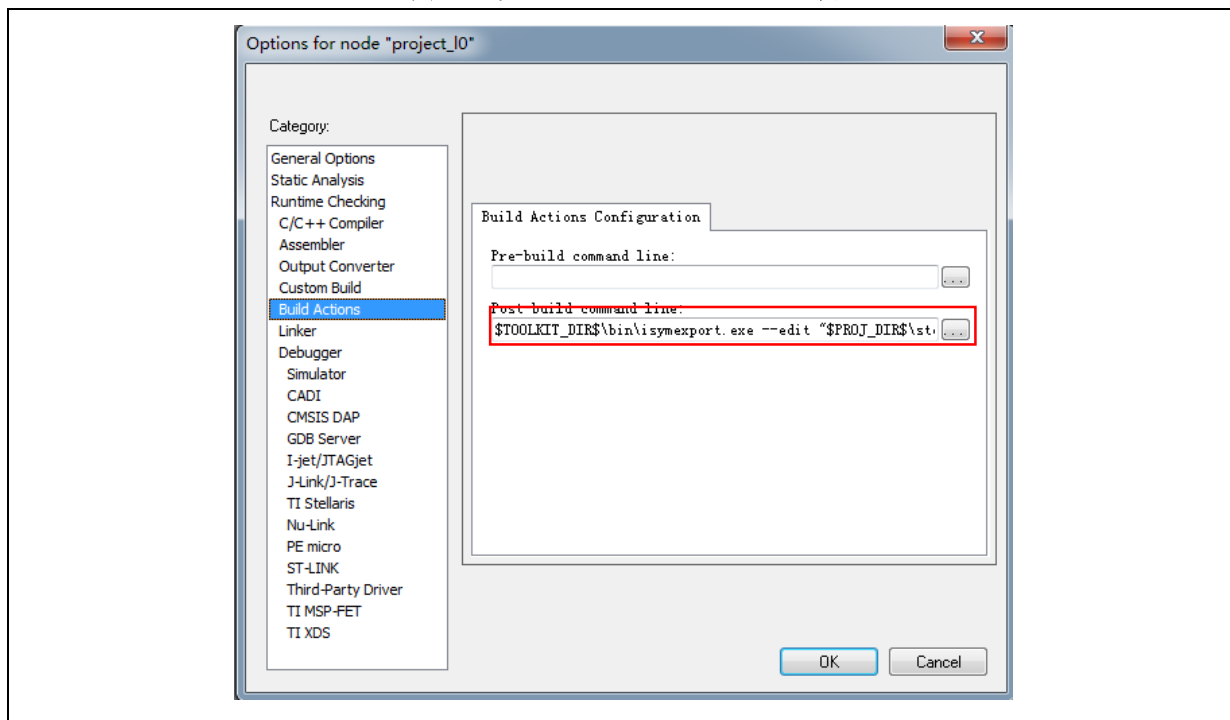 Options for node "project_l0"
Category:
General Options
Static Analysis
Runtime Checking
C/C++ Compiler
Assembler
Output Converter
Custom Build
Build Actions
Linker
Debugger
Simulator
CADI
CMSIS DAP
GDB Server
I-jet/JTAGjet
J-Link/J-Trace
TI Stellaris
Nu-Link
PE micro
ST-LINK
Third-Party Driver
TI MSP-FET
TI XDS
Build Actions Configuration
Pre-build command line:
...
Post-build command line:
$TOOLKIT_DIR$\bin\isymexport.exe --edit "$PROJ_DIR$\st
...
OK Cancel